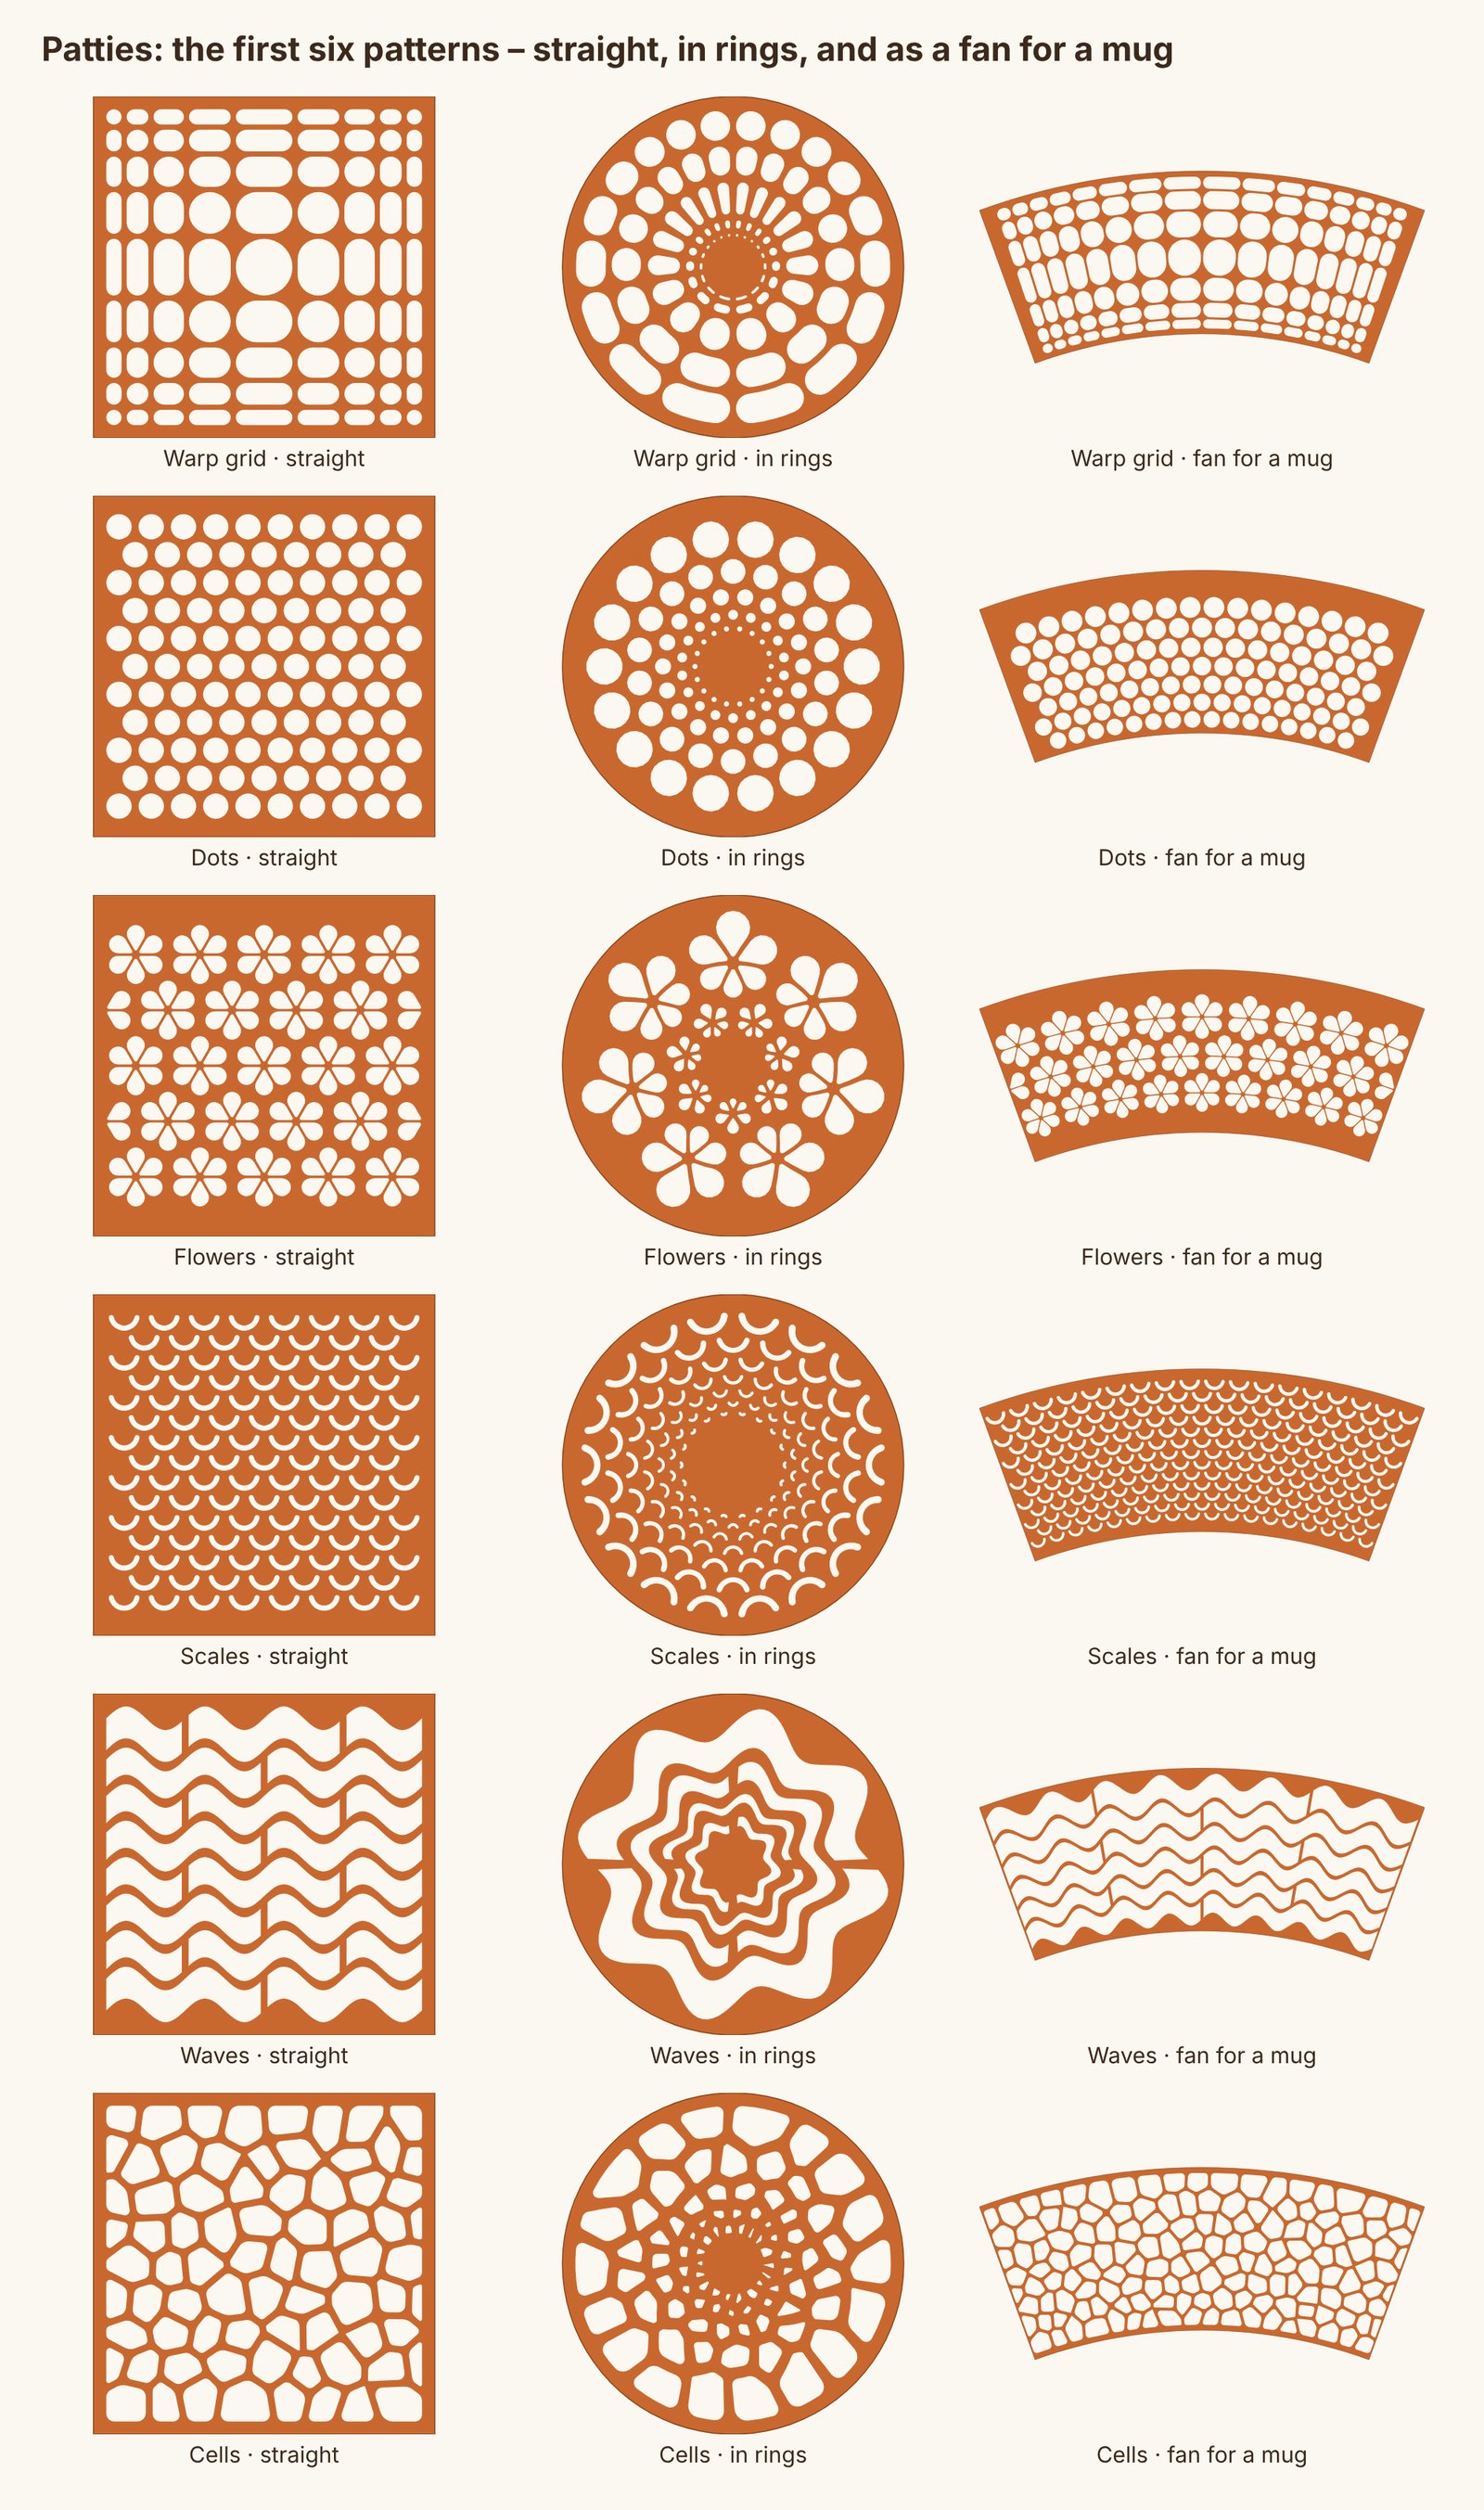 Patties: the first six patterns – straight, in rings, and as a fan for a mug
Warp grid · straight
Warp grid · in rings
Warp grid · fan for a mug
Dots · straight
Dots · in rings
Dots · fan for a mug
Flowers · straight
Flowers · in rings
Flowers · fan for a mug
Scales · straight
Scales · in rings
Scales · fan for a mug
Waves · straight
Waves · in rings
Waves · fan for a mug
Cells · straight
Cells · in rings
Cells · fan for a mug